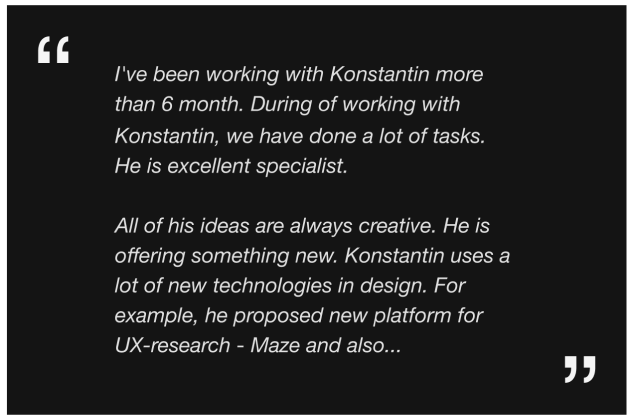 “
I've been working with Konstantin more
than 6 month. During of working with
Konstantin, we have done a lot of tasks.
He is excellent specialist.
All of his ideas are always creative. He is
offering something new. Konstantin uses a
lot of new technologies in design. For
example, he proposed new platform for
UX-research - Maze and also...
”